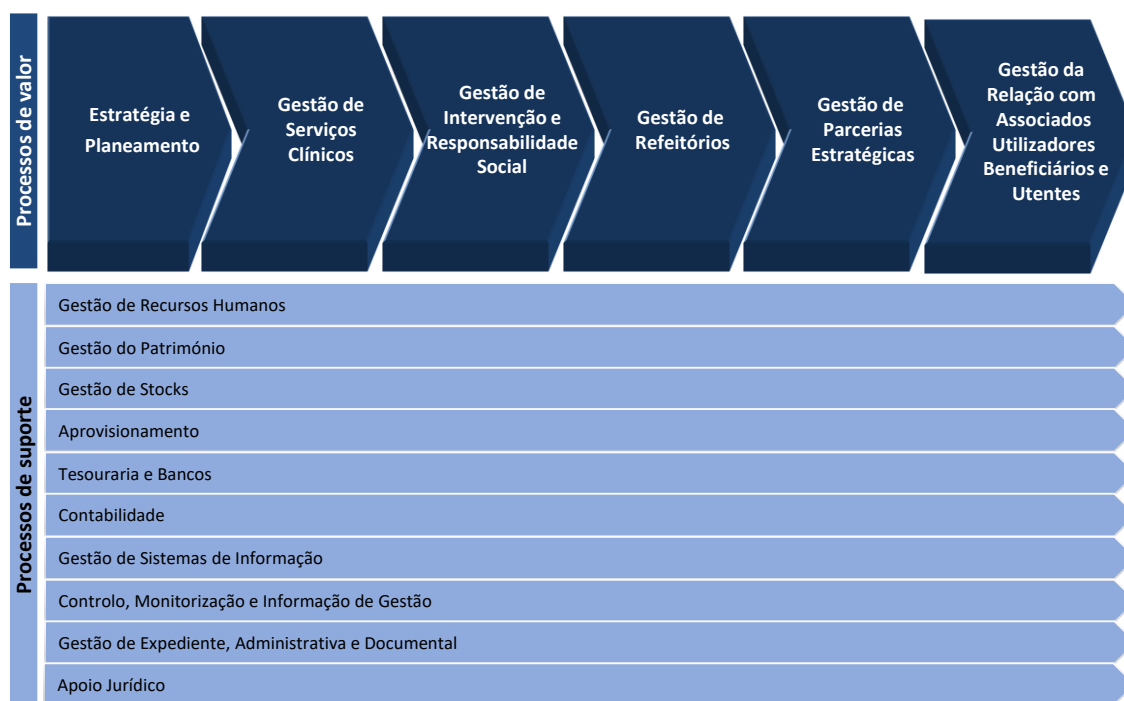 Processos de valor
Estratégia e
Planeamento
Gestão de
Serviços
Clínicos
Gestão de
Intervenção e
Responsabilidade
Social
Gestão de
Refeitórios
Gestão de
Parcerias
Estratégicas
Gestão da
Relação com
Associados
Utilizadores
Beneficiários e
Utentes
Processos de suporte
Gestão de Recursos Humanos
Gestão do Património
Gestão de Stocks
Aprovisionamento
Tesouraria e Bancos
Contabilidade
Gestão de Sistemas de Informação
Controlo, Monitorização e Informação de Gestão
Gestão de Expediente, Administrativa e Documental
Apoio Jurídico